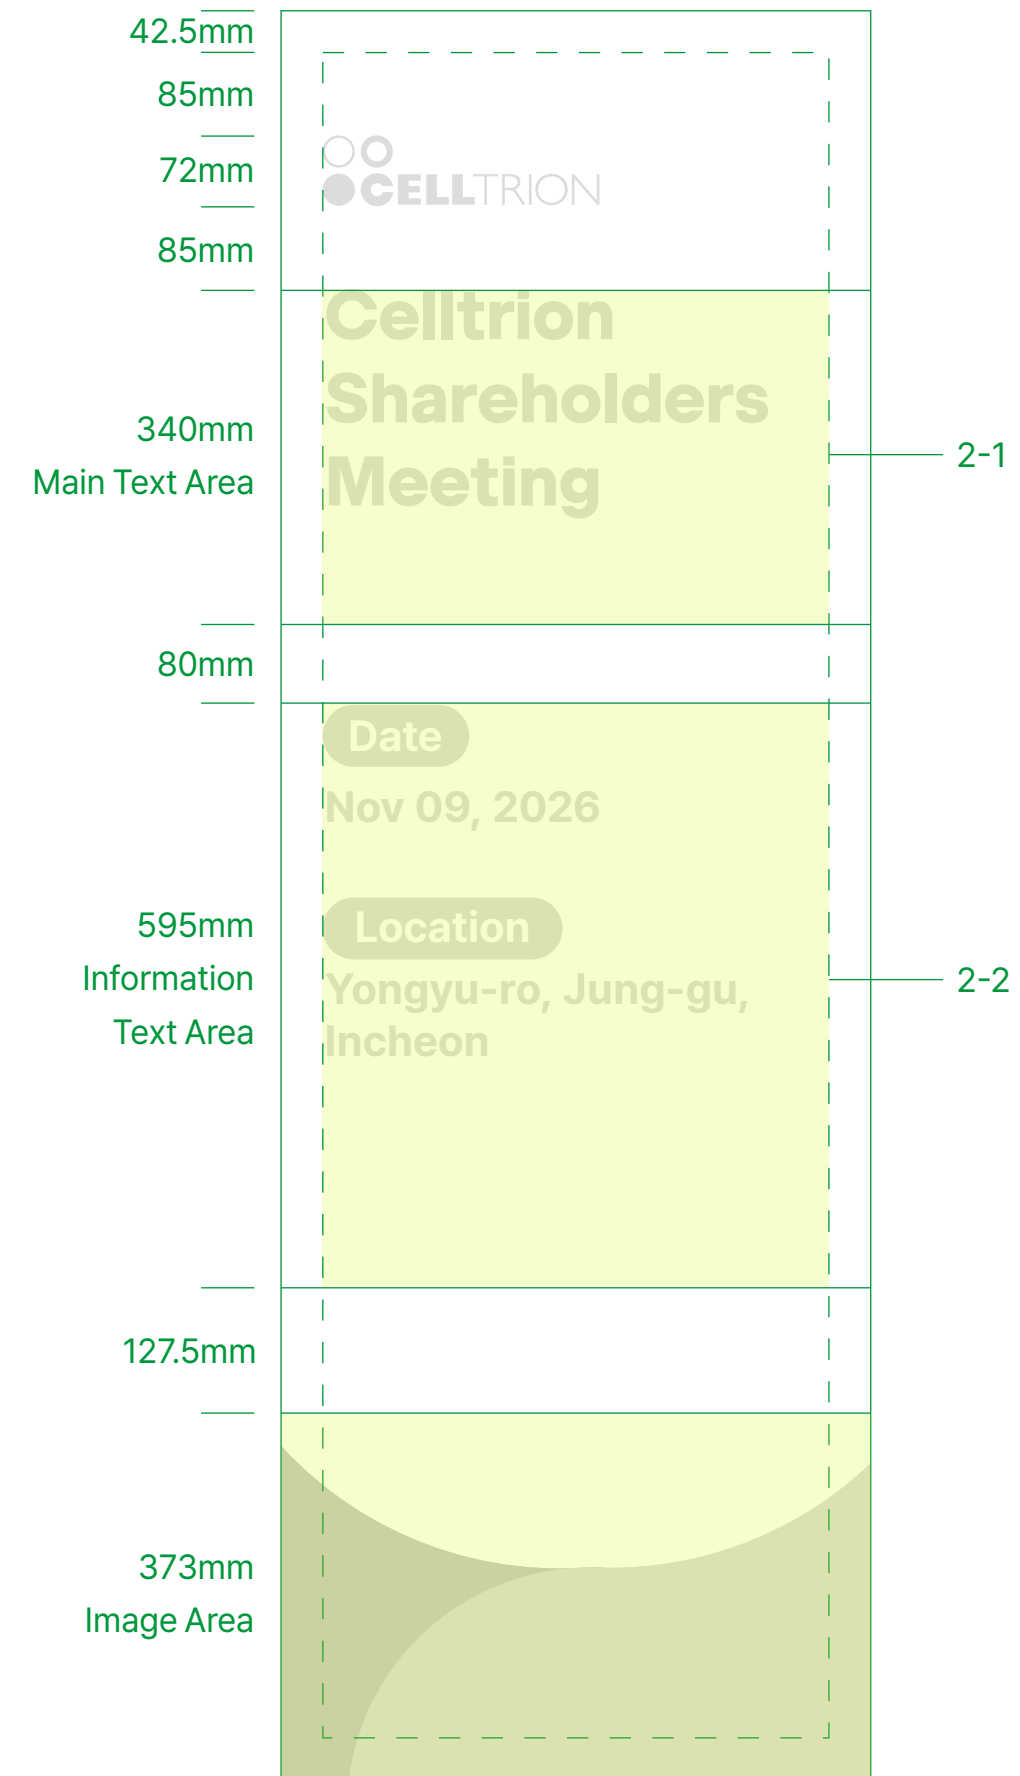 42.5mm
85mm
72mm
CELLTRION
85mm
Celltrion
Shareholders
Meeting
340mm
Main Text Area
2-1
80mm
Date
Nov 09, 2026
Location
Yongyu-ro, Jung-gu,
Incheon
595mm
Information
Text Area
2-2
127.5mm
373mm
Image Area